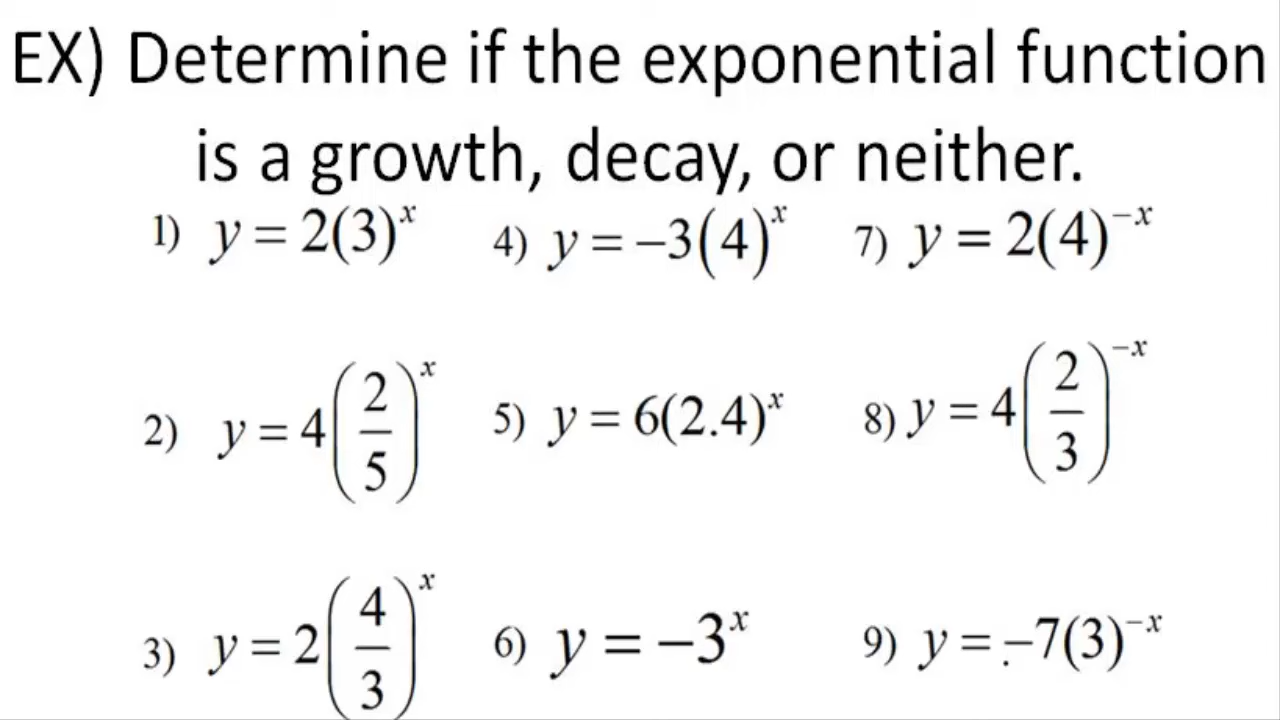 EX) Determine if the exponential function
is a growth, decay, or neither.
1) y = 2(3)^x
4) y = −3(4)^x
7) y = 2(4)^{−x}
2) y = 4(2/5)^x
5) y = 6(2.4)^x
8) y = 4(2/3)^{−x}
3) y = 2(4/3)^x
6) y = −3^x
9) y = −7(3)^{−x}